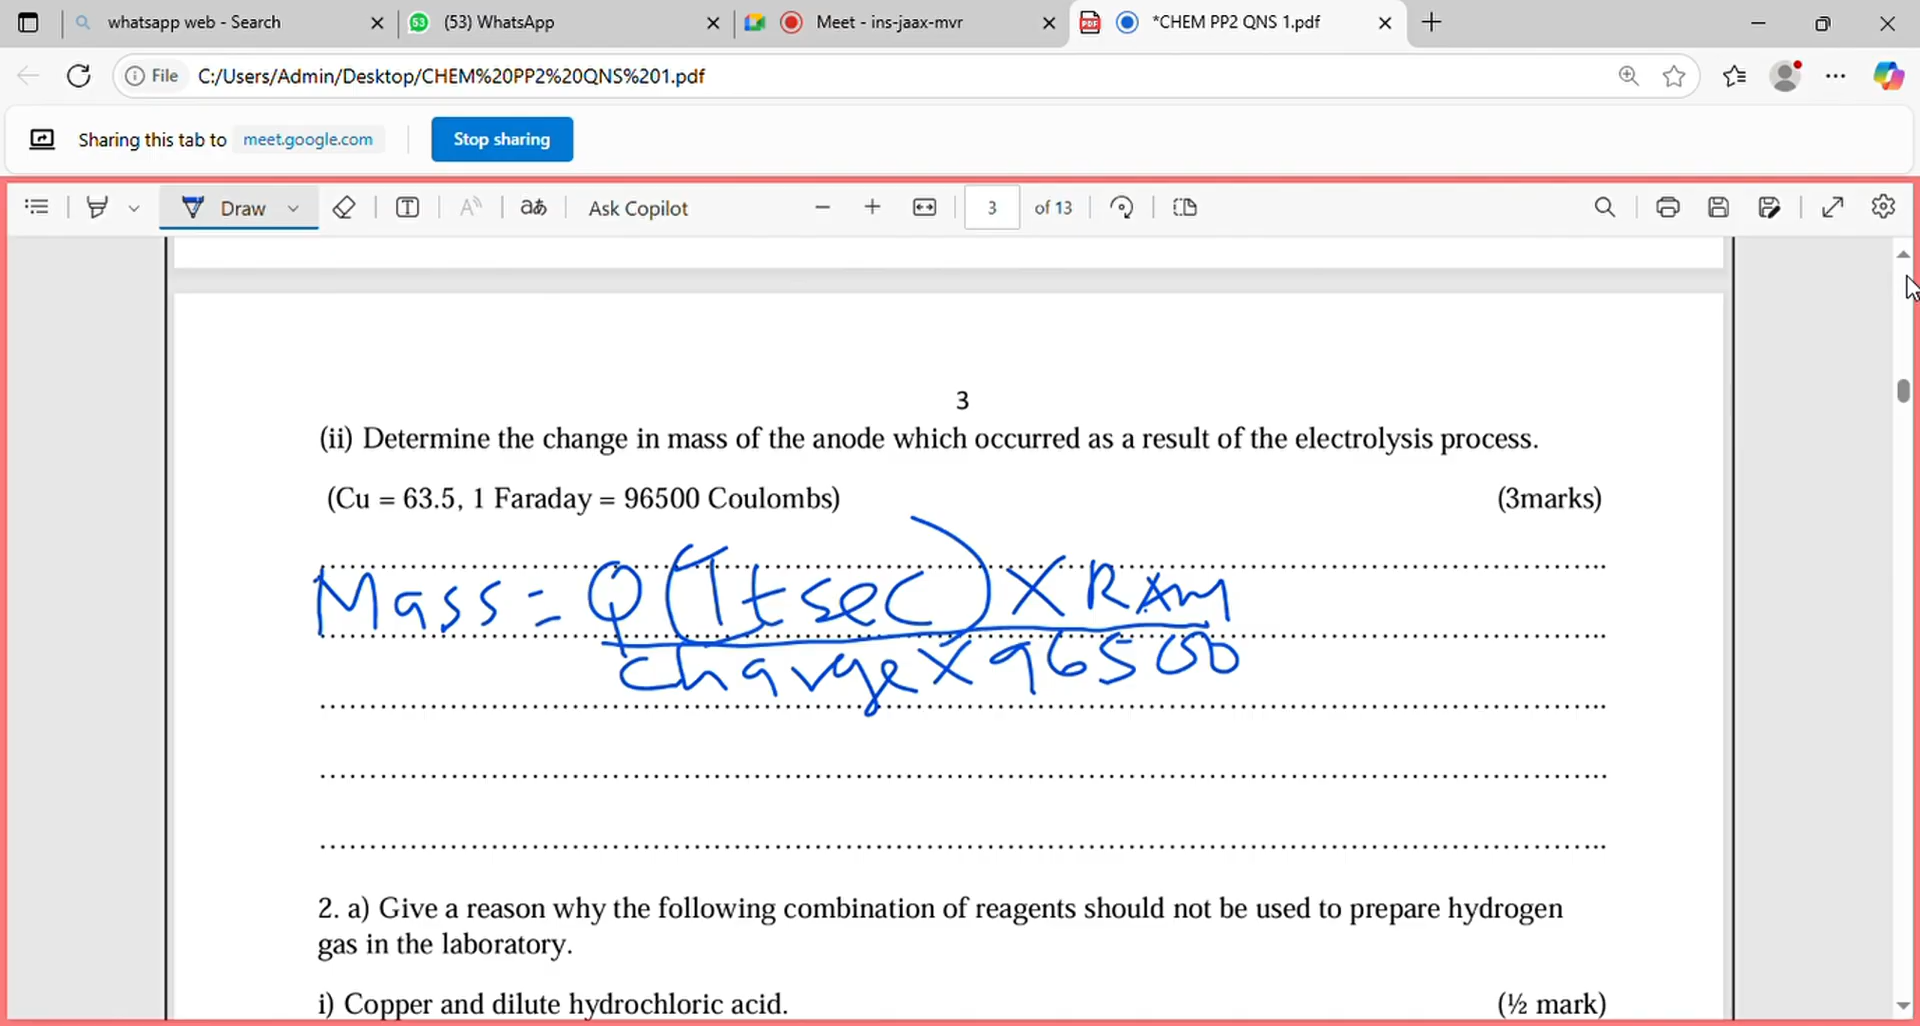 whatsapp web - Search
53 (53) WhatsApp
Meet - ins-jaax-mvr
PDF *CHEM PP2 QNS 1.pdf
File C:/Users/Admin/Desktop/CHEM%20PP2%20QNS%201.pdf
Sharing this tab to meet.google.com Stop sharing
Draw Ask Copilot 3 of 13
3
(ii) Determine the change in mass of the anode which occurred as a result of the electrolysis process.
(Cu = 63.5, 1 Faraday = 96500 Coulombs) (3marks)
Mass = Q (It sec) X RAM
charge X 96500
2. a) Give a reason why the following combination of reagents should not be used to prepare hydrogen
gas in the laboratory.
i) Copper and dilute hydrochloric acid. (½ mark)